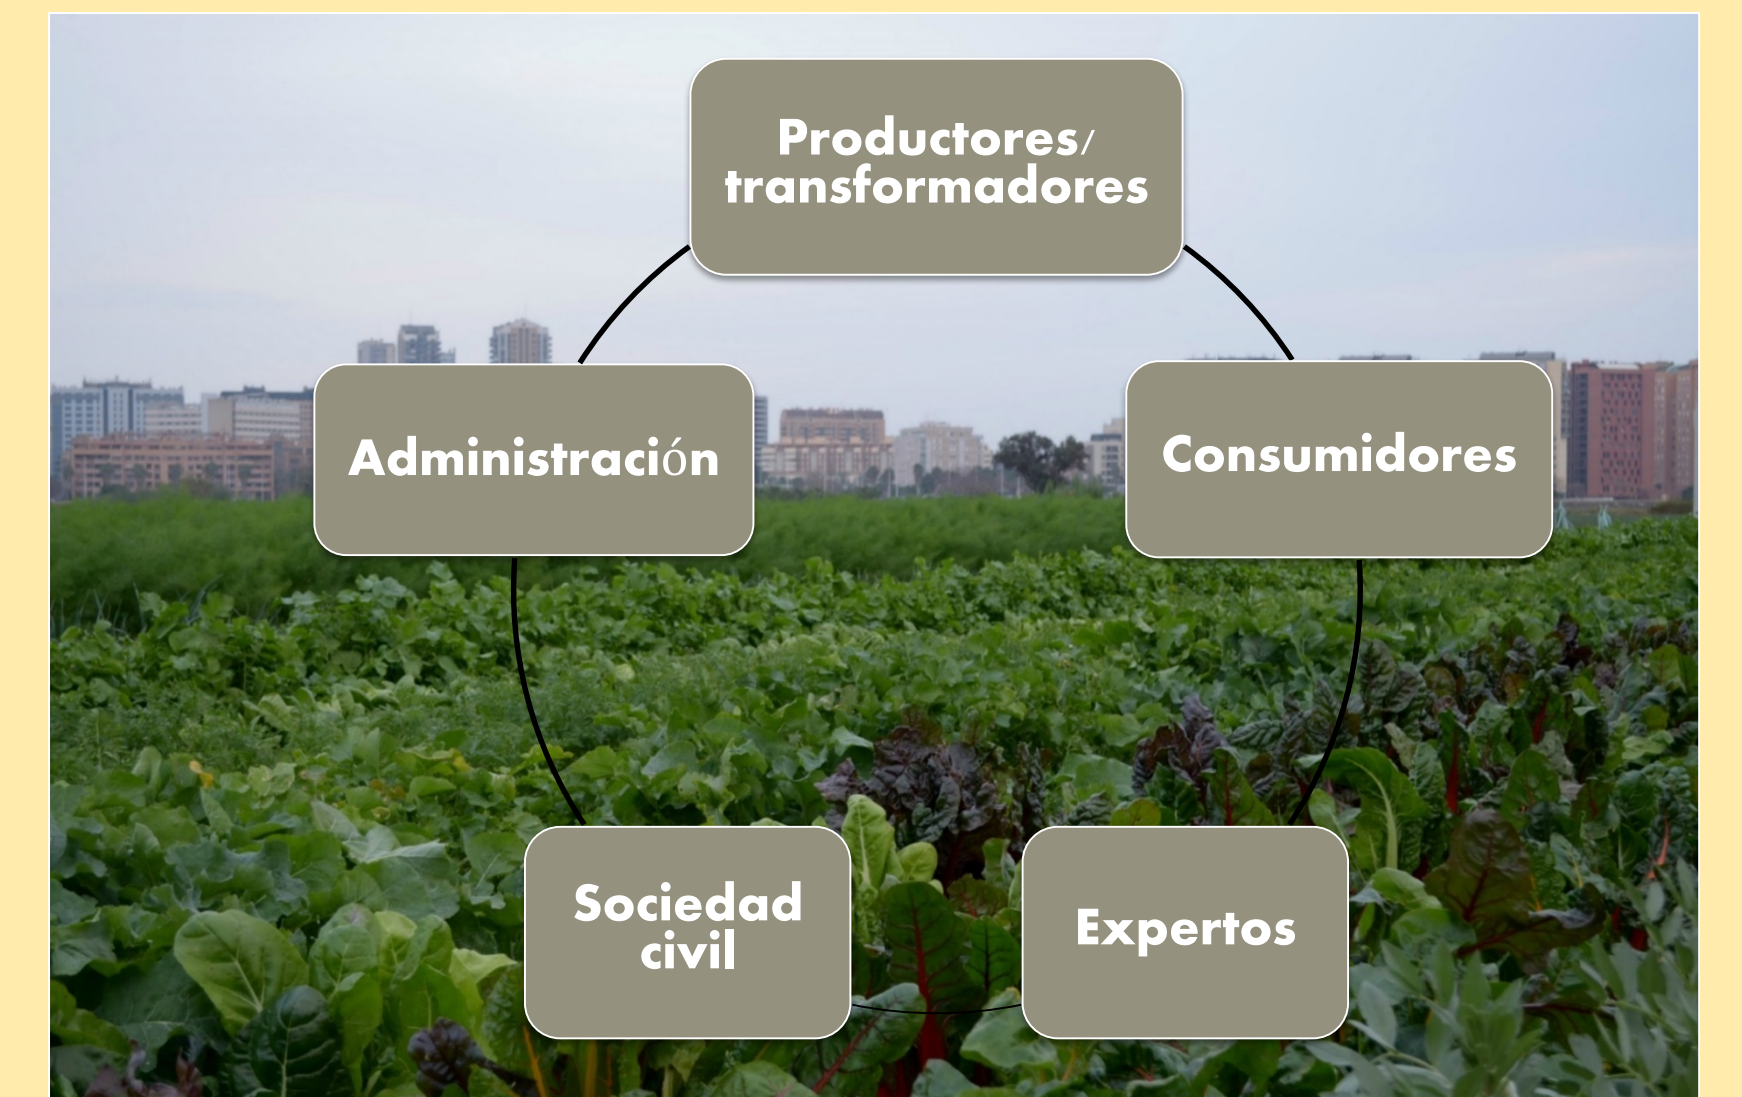 Productores/
transformadores
Administración
Consumidores
Sociedad
civil
Expertos